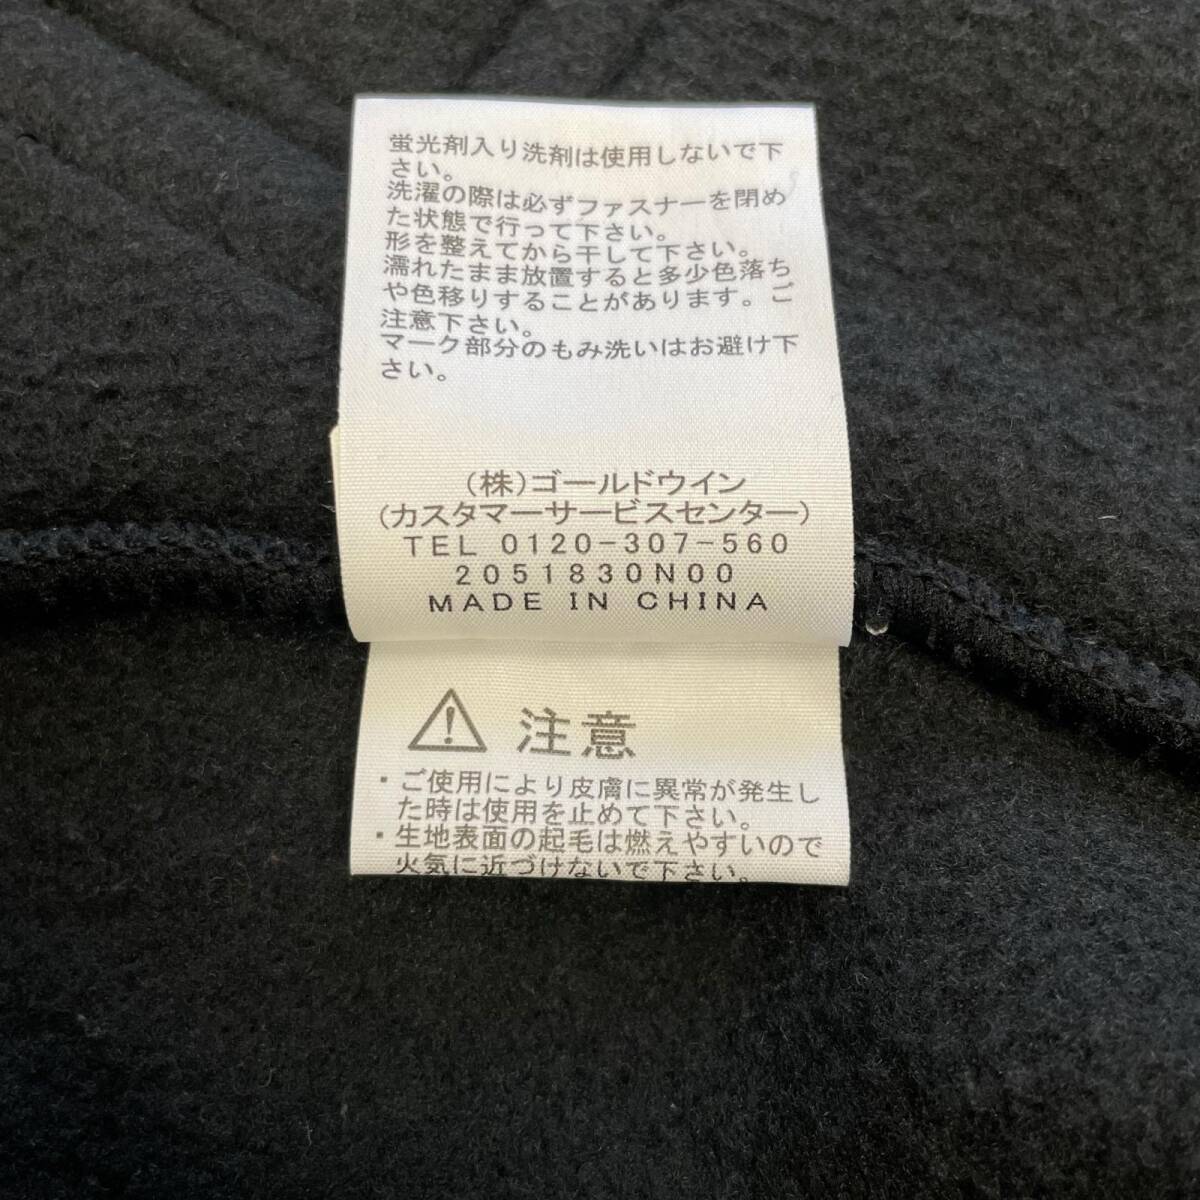 蛍光剤入り洗剤は使用しないで下
さい。
洗濯の際は必ずファスナーを閉め
た状態で行って下さい。
形を整えてから干して下さい。
濡れたまま放置すると多少色落ち
や色移りすることがあります。ご
注意下さい。
マーク部分のもみ洗いはお避け下
さい。
(株)ゴールドウイン
(カスタマーサービスセンター)
TEL 0120-307-560
2051830N00
MADE IN CHINA
注意
・ご使用により皮膚に異常が発生し
た時は使用を止めて下さい。
・生地表面の起毛は燃えやすいので
火気に近づけないで下さい。